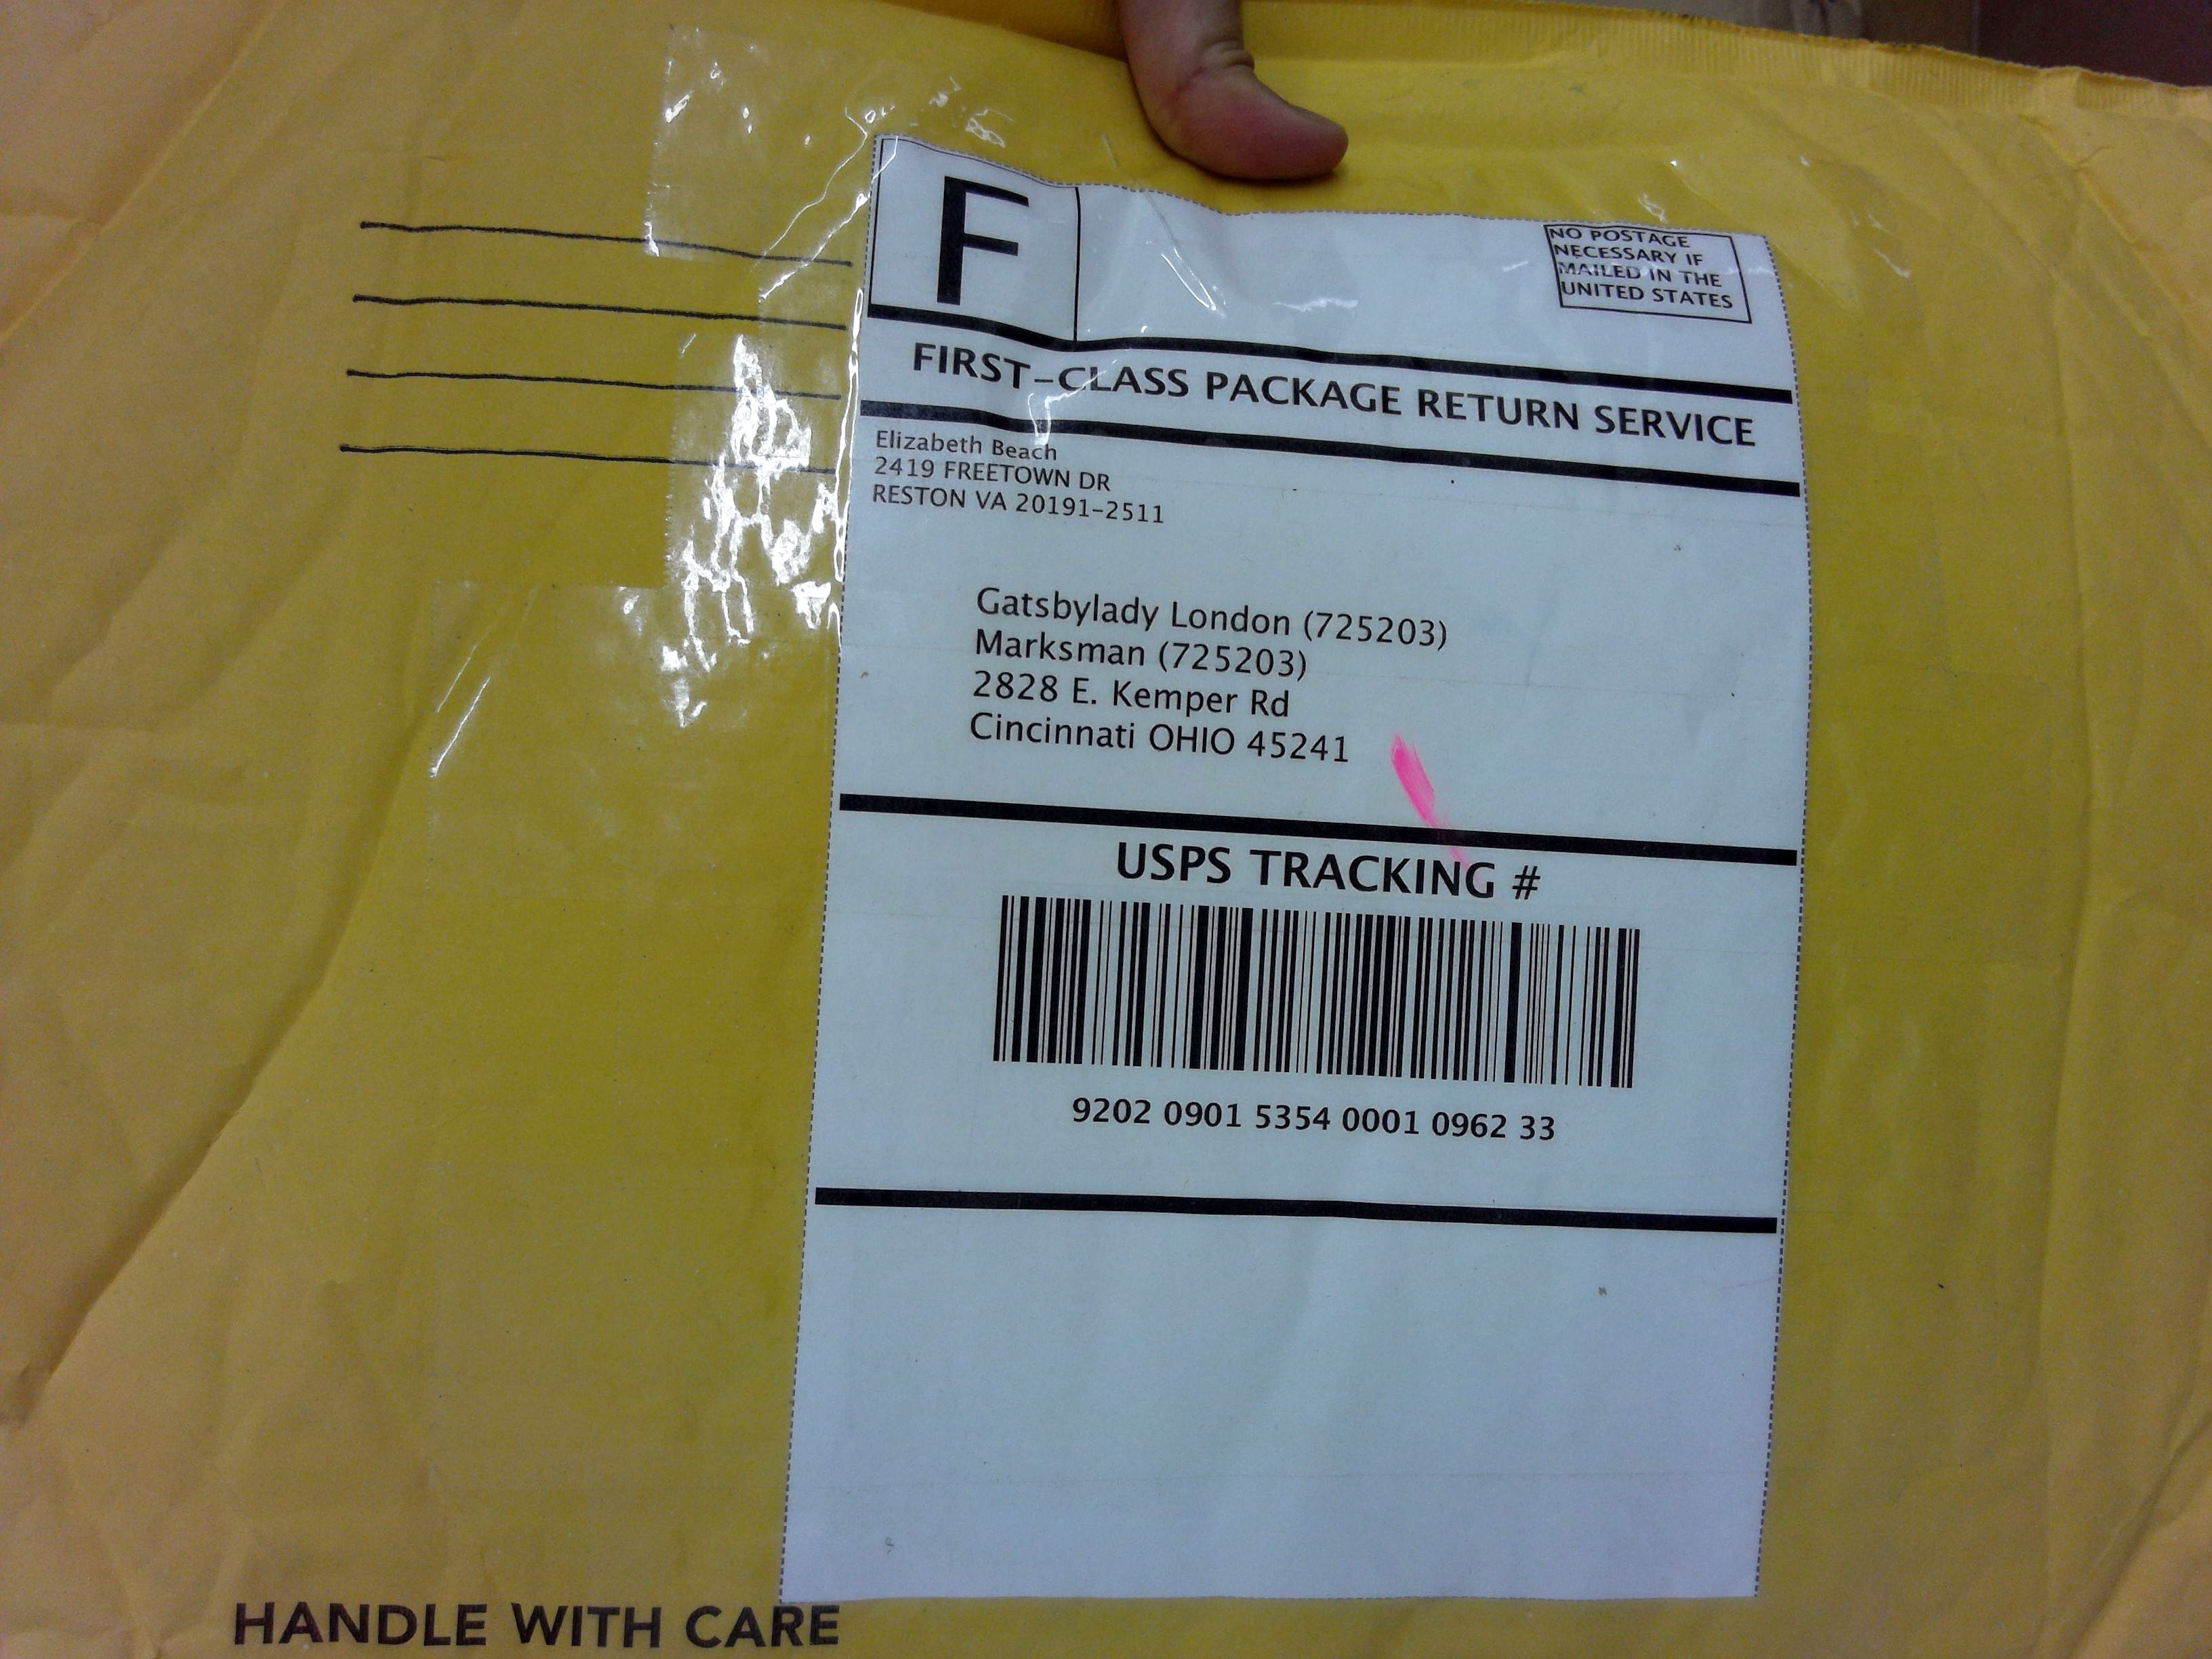 F
NO POSTAGE
NECESSARY IF
MAILED IN THE
UNITED STATES
FIRST-CLASS PACKAGE RETURN SERVICE
Elizabeth Beach
2419 FREETOWN DR
RESTON VA 20191-2511
Gatsbylady London (725203)
Marksman (725203)
2828 E. Kemper Rd
Cincinnati OHIO 45241
USPS TRACKING #
9202 0901 5354 0001 0962 33
HANDLE WITH CARE